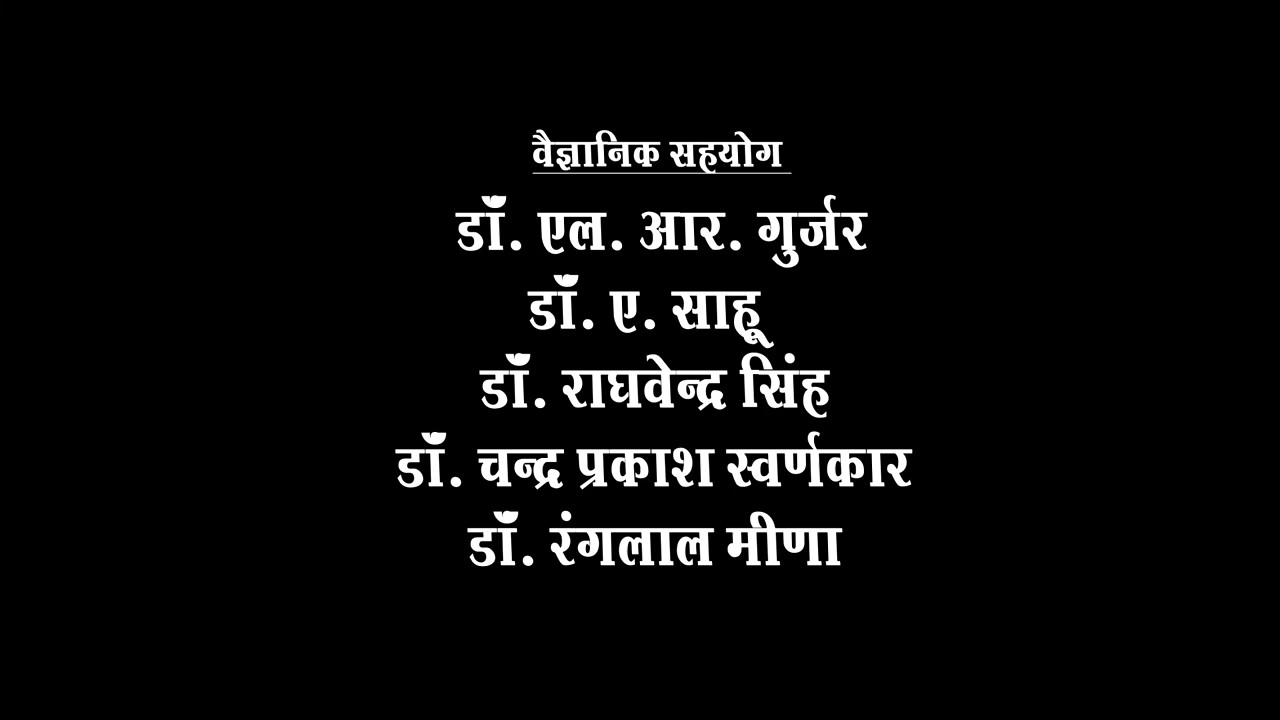 वैज्ञानिक सहयोग
डॉ. एल. आर. गुर्जर
डॉ. ए. साहू
डॉ. राघवेन्द्र सिंह
डॉ. चन्द्र प्रकाश स्वर्णकार
डॉ. रंगलाल मीणा